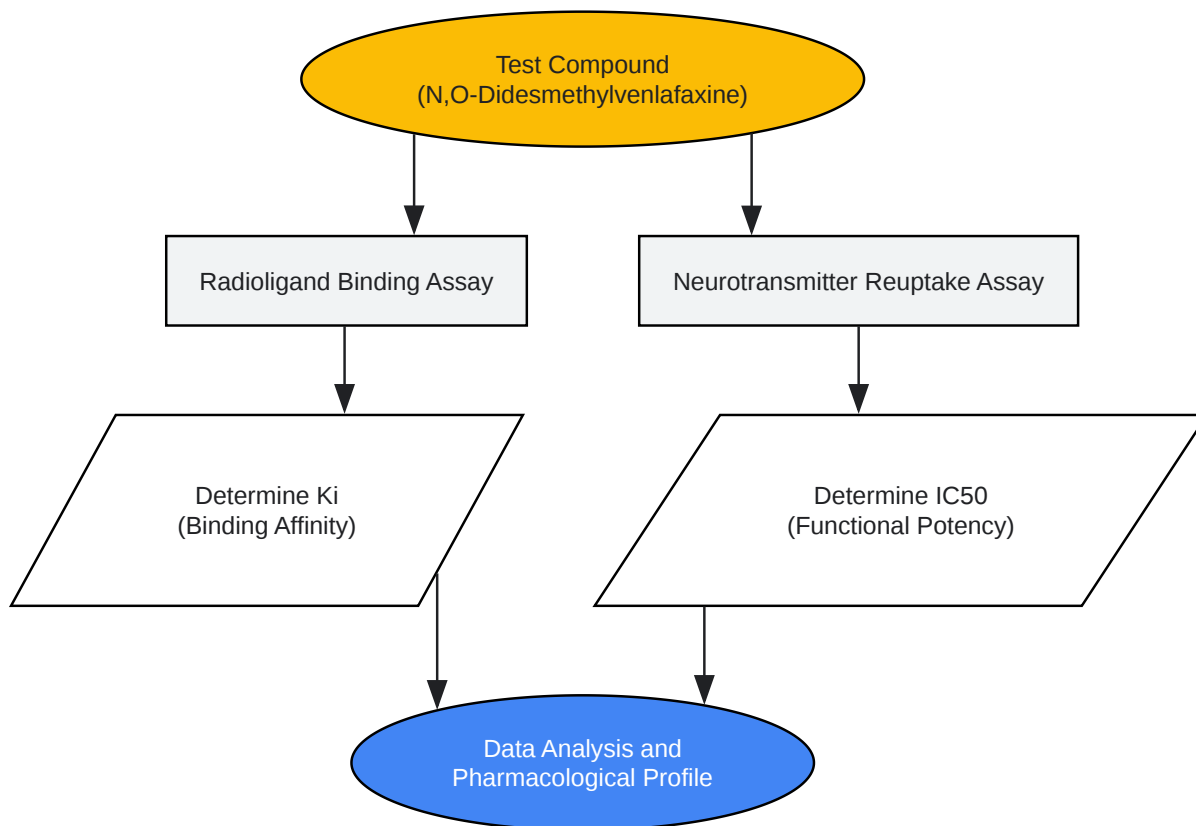 Test Compound
(N,O-Didesmethylvenlafaxine)
Radioligand Binding Assay
Neurotransmitter Reuptake Assay
Determine Ki
(Binding Affinity)
Determine IC50
(Functional Potency)
Data Analysis and
Pharmacological Profile